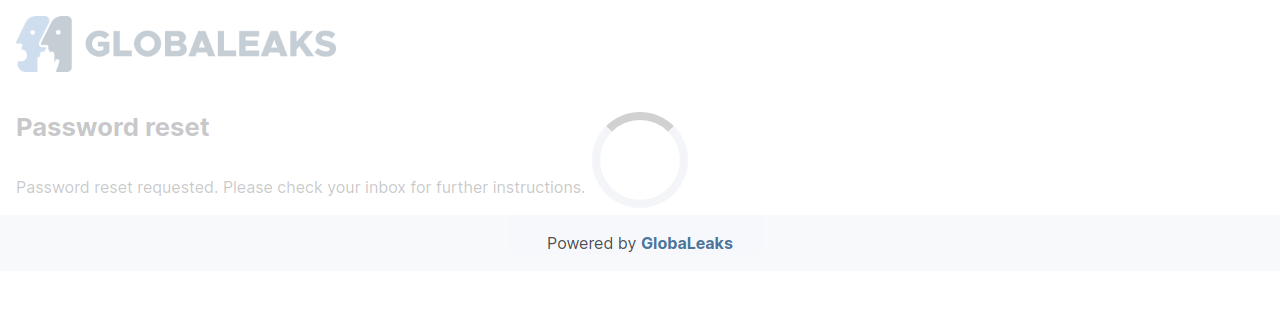 GLOBALEAKS
Password reset
Password reset requested. Please check your inbox for further instructions.
Powered by GlobaLeaks